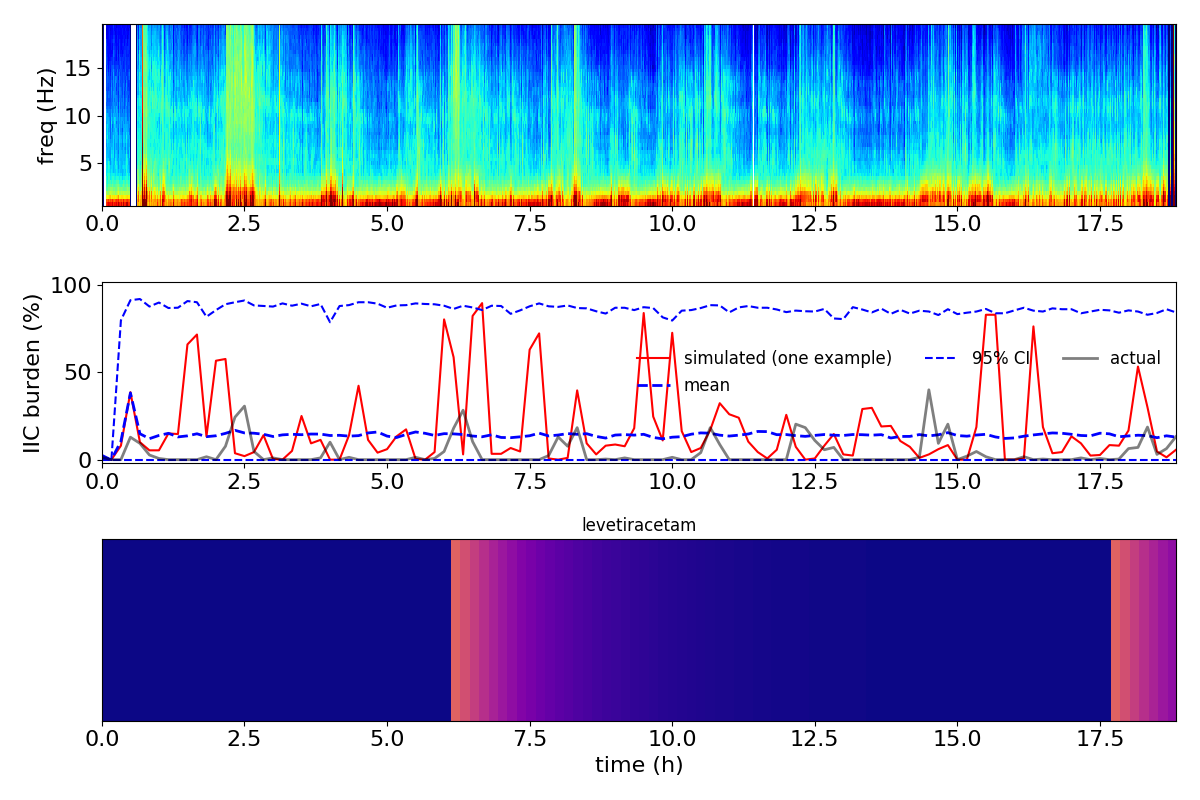 freq (Hz)
15
10
5
0.0 2.5 5.0 7.5 10.0 12.5 15.0 17.5
IIC burden (%)
100
50
0
simulated (one example) 95% CI actual
mean
0.0 2.5 5.0 7.5 10.0 12.5 15.0 17.5
levetiracetam
0.0 2.5 5.0 7.5 10.0 12.5 15.0 17.5
time (h)